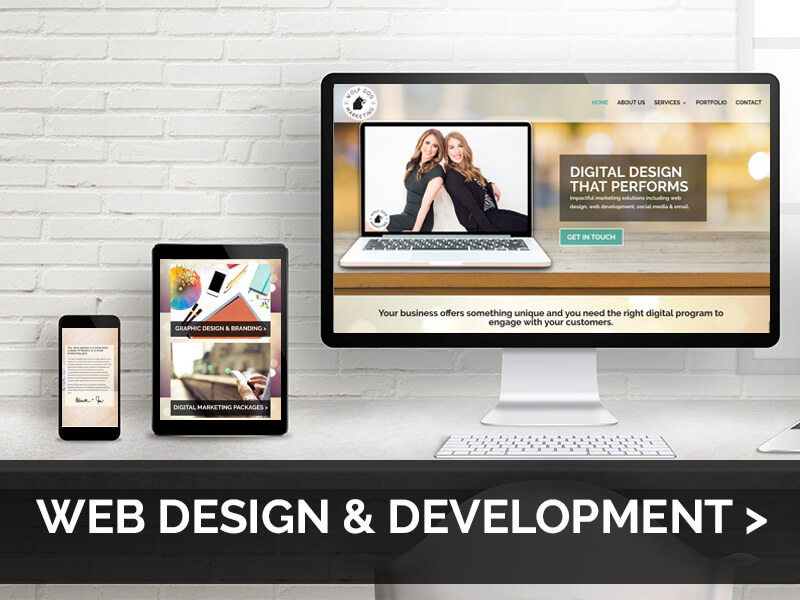 WOLF DOG
MARKETING
HOME ABOUT US SERVICES PORTFOLIO CONTACT
DIGITAL DESIGN
THAT PERFORMS
Impactful marketing solutions including web
design, web development, social media & email.
GET IN TOUCH
Your business offers something unique and you need the right digital program to
engage with your customers.
GRAPHIC DESIGN & BRANDING >
DIGITAL MARKETING PACKAGES >
WEB DESIGN & DEVELOPMENT >